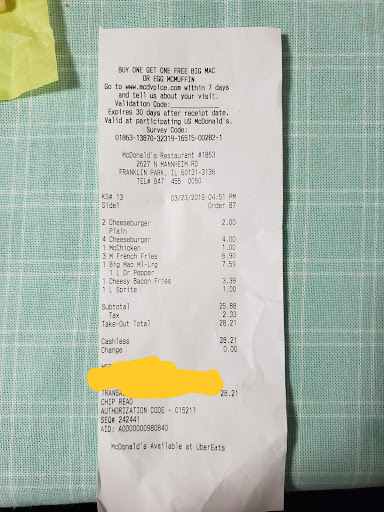 BUY ONE GET ONE FREE BIG MAC
OR EGG MCMUFFIN
Go to www.mcdvoice.com within 7 days
and tell us about your visit.
Validation Code:
Expires 30 days after receipt date.
Valid at participating US McDonald's.
Survey Code:
01863-13870-32319-16515-00282-1
McDonald's Restaurant #1863
2627 N MANNHEIM RD
FRANKLIN PARK, IL 60131-3136
TEL# 847 455 0050
KS# 13 03/23/2019 04:51 PM
Side1 Order 87
2 Cheeseburger 2.00
Plain
4 Cheeseburger 4.00
1 McChicken 1.00
3 M French Fries 6.90
1 Big Mac Ml-Lrg 7.59
1 L Dr Pepper
1 Cheesy Bacon Fries 3.39
1 L Sprite 1.00
Subtotal 25.88
Tax 2.33
Take-Out Total 28.21
Cashless 28.21
Change 0.00
28.21
CHIP READ
AUTHORIZATION CODE - 015217
SEQ# 242441
AID: A0000000980840
McDonald's Available at UberEats